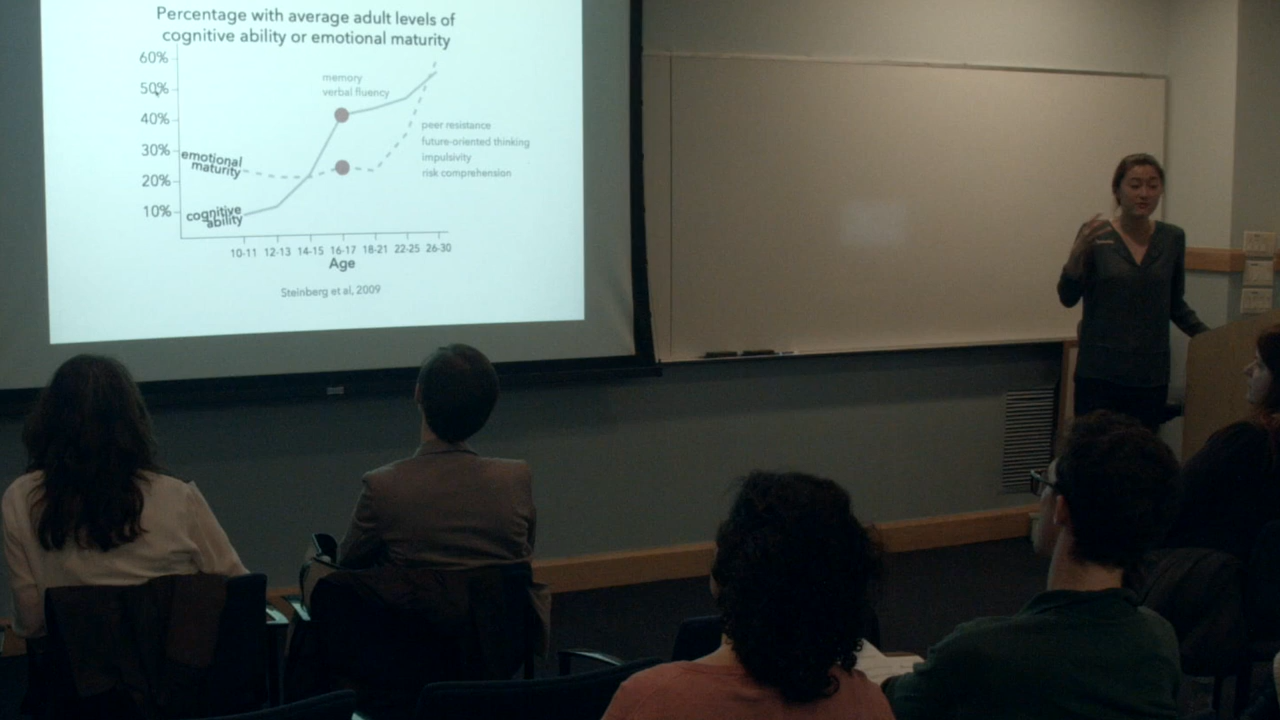 Percentage with average adult levels of
cognitive ability or emotional maturity
60%
50%
40%
30%
20%
10%
memory
verbal fluency
peer resistance
future-oriented thinking
impulsivity
risk comprehension
emotional
maturity
cognitive
ability
10-11 12-13 14-15 16-17 18-21 22-25 26-30
Age
Steinberg et al, 2009